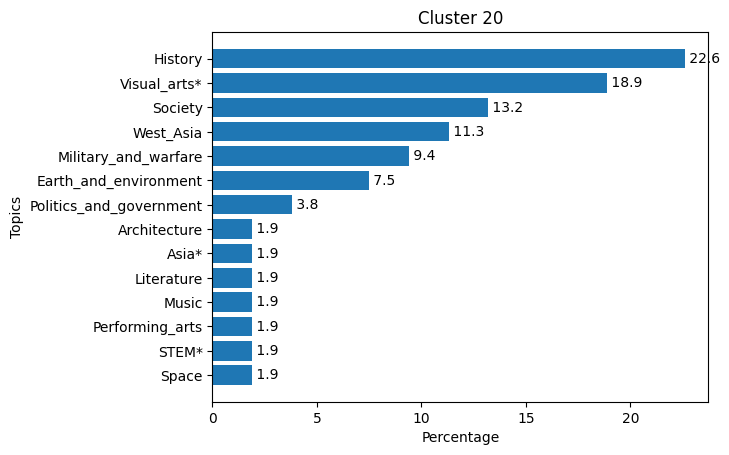 Cluster 20
Topics
History 22.6
Visual_arts* 18.9
Society 13.2
West_Asia 11.3
Military_and_warfare 9.4
Earth_and_environment 7.5
Politics_and_government 3.8
Architecture 1.9
Asia* 1.9
Literature 1.9
Music 1.9
Performing_arts 1.9
STEM* 1.9
Space 1.9
0 5 10 15 20
Percentage